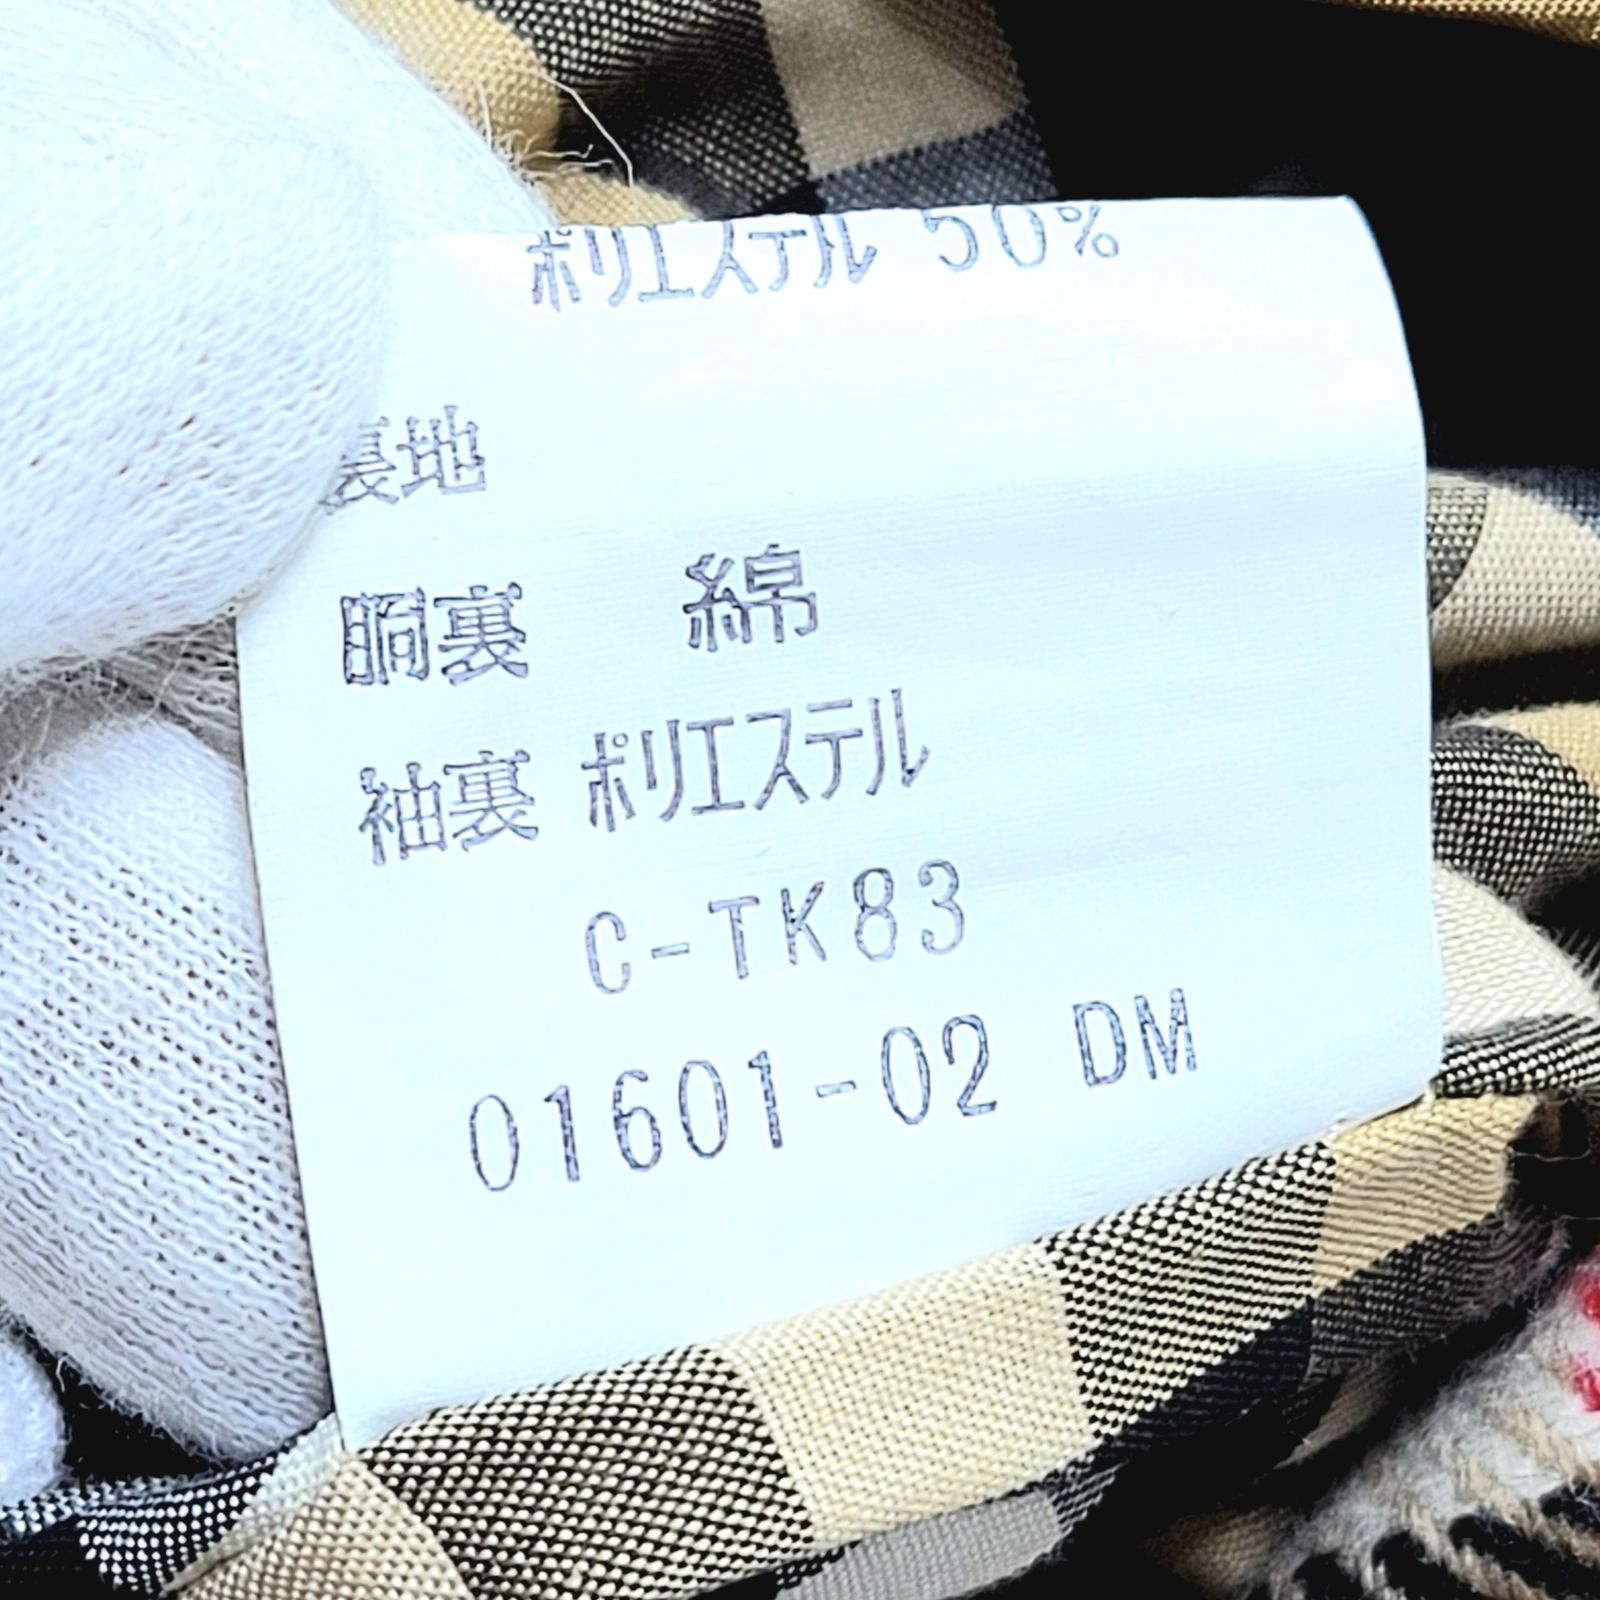 ポリエステル 50%
裏地
胴裏 綿
袖裏 ポリエステル
C-TK83
01601-02 DM